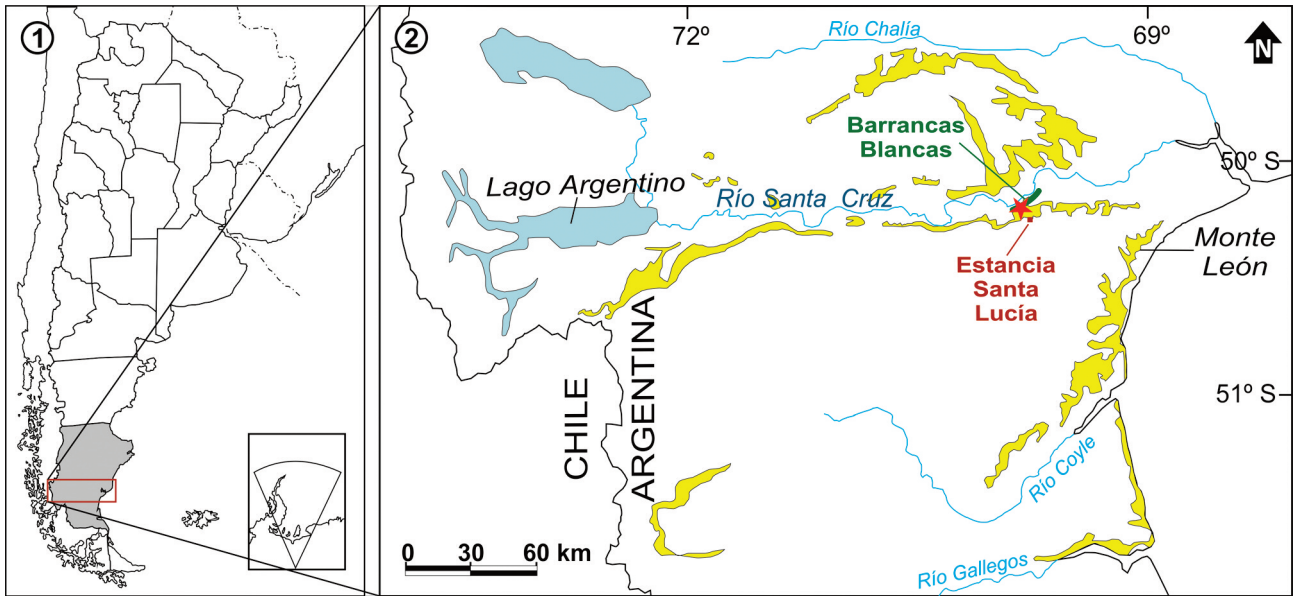 1
2
72º
69º
Río Chalía
N
Barrancas
Blancas
50º S
Lago Argentino
Río Santa Cruz
Monte
León
Estancia
Santa
Lucía
CHILE
ARGENTINA
51º S
Río Coyle
0 30 60 km
Río Gallegos